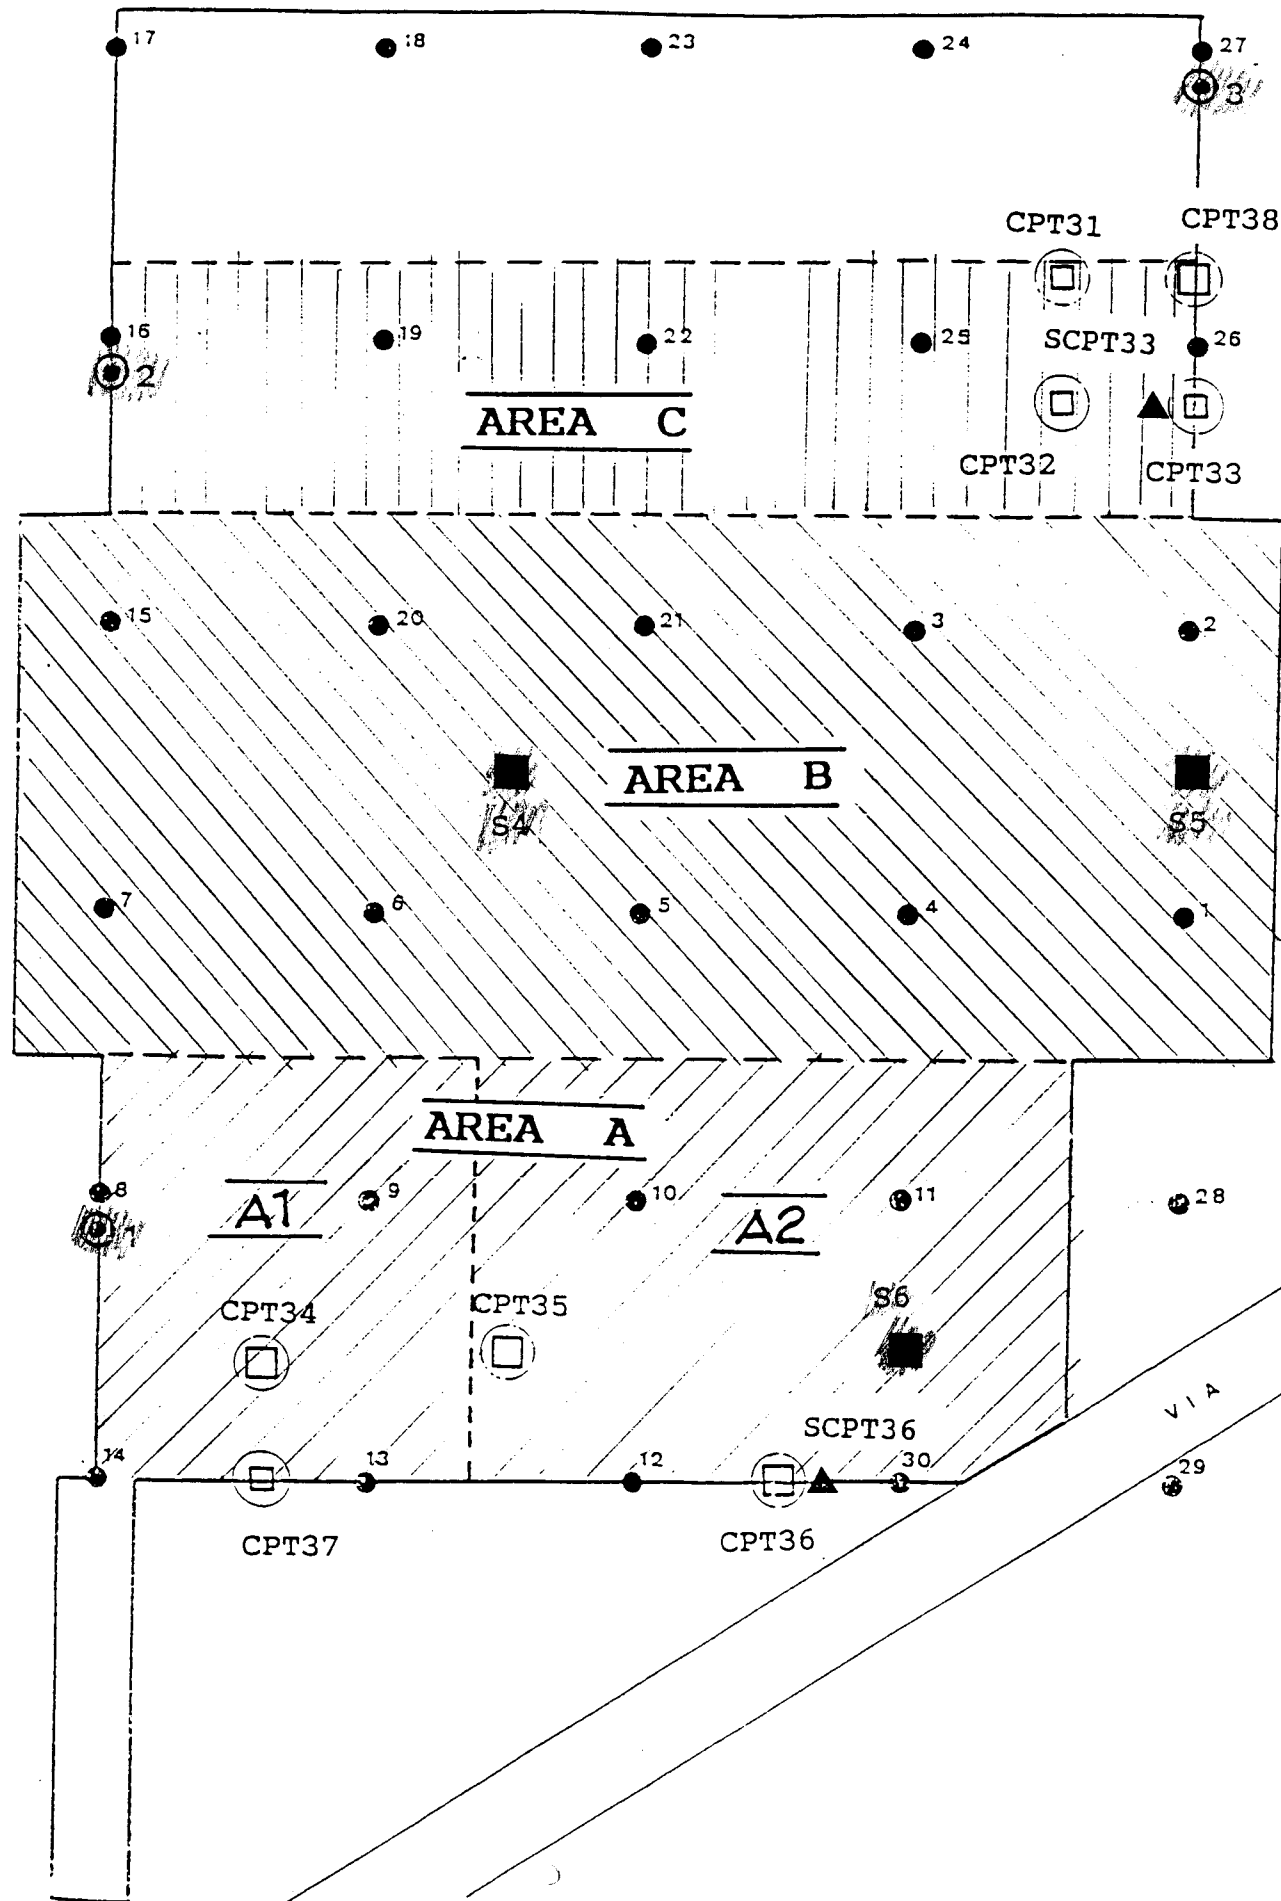 17 18 23 24 27
3
CPT31 CPT38
16 19 22 25 SCPT33 26
2
AREA C
CPT32 CPT33
15 20 21 3 2
AREA B
S4 S5
7 6 5 4 1
AREA A
8 A1 9 10 A2 11 28
1
CPT34 CPT35 S6
VIA
SCPT36
14 13 12 30 29
CPT37 CPT36